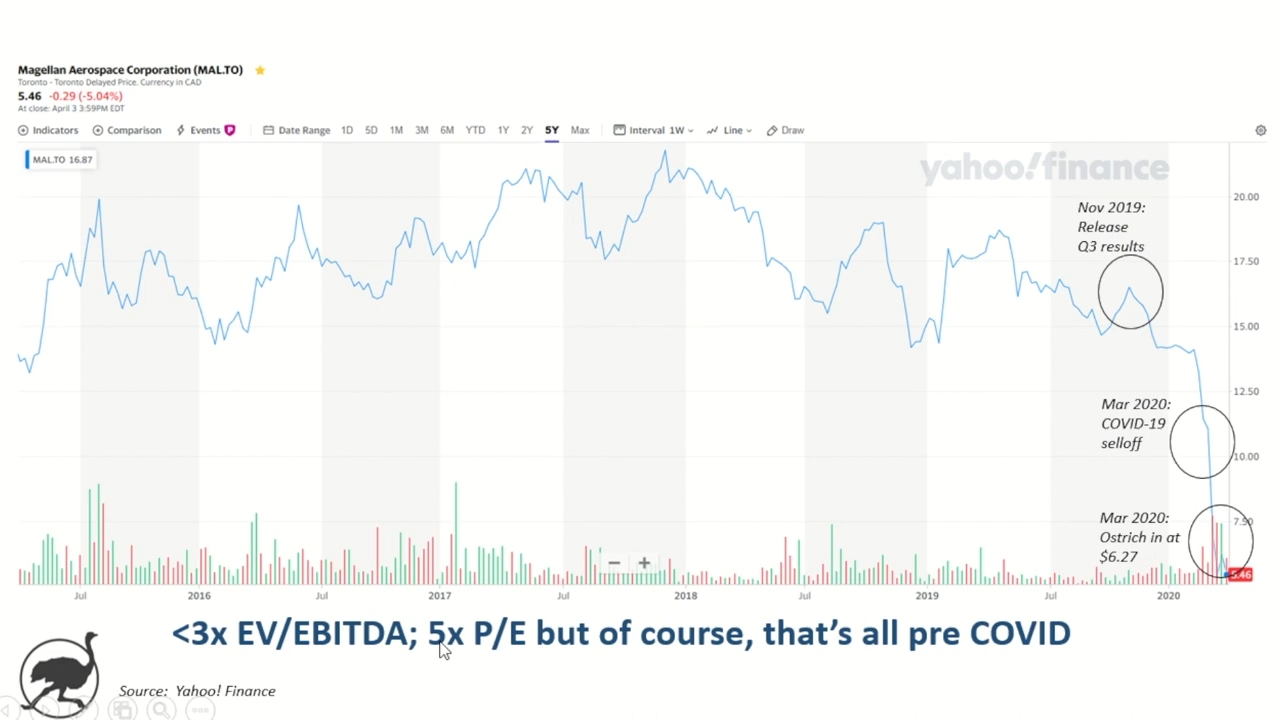 Magellan Aerospace Corporation (MAL.TO)
Toronto - Toronto Delayed Price. Currency in CAD
5.46 -0.29 (-5.04%)
At close: April 3 3:59PM EDT
Indicators Comparison Events P Date Range 1D 5D 1M 3M 6M YTD 1Y 2Y 5Y Max Interval 1W Line Draw
MAL.TO 16.87
yahoo!finance
20.00
Nov 2019:
Release
Q3 results
17.50
15.00
12.50
Mar 2020:
COVID-19
selloff
10.00
Mar 2020:
Ostrich in at
$6.27
7.50
5.46
Jul 2016 Jul 2017 Jul 2018 Jul 2019 Jul 2020
<3x EV/EBITDA; 5x P/E but of course, that's all pre COVID
Source: Yahoo! Finance